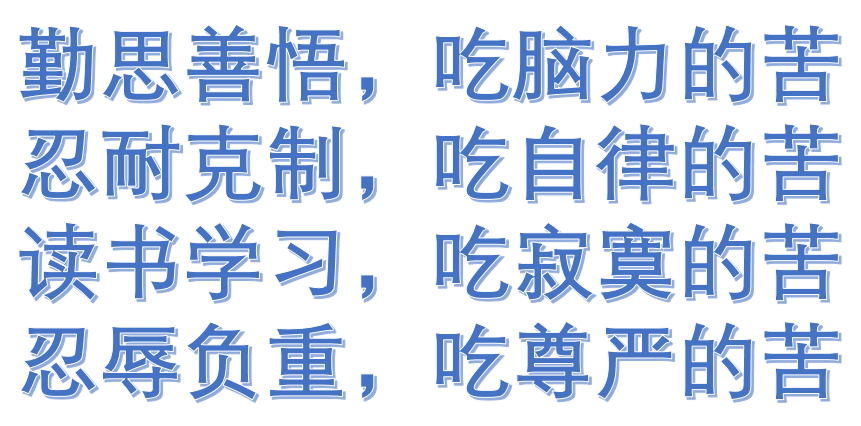 勤思善悟，吃脑力的苦
忍耐克制，吃自律的苦
读书学习，吃寂寞的苦
忍辱负重，吃尊严的苦